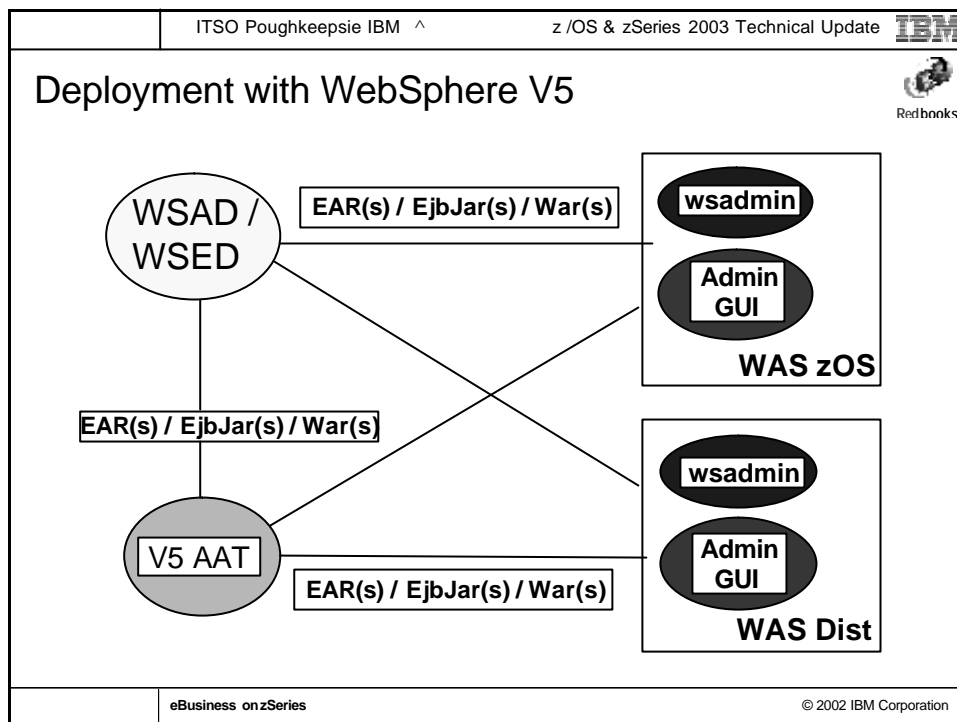 ITSO Poughkeepsie IBM ^
z /OS & zSeries 2003 Technical Update
IBM
Deployment with WebSphere V5
Redbooks
WSAD /
WSED
EAR(s) / EjbJar(s) / War(s)
wsadmin
Admin
GUI
WAS zOS
EAR(s) / EjbJar(s) / War(s)
wsadmin
V5 AAT
Admin
GUI
EAR(s) / EjbJar(s) / War(s)
WAS Dist
eBusiness on zSeries
© 2002 IBM Corporation